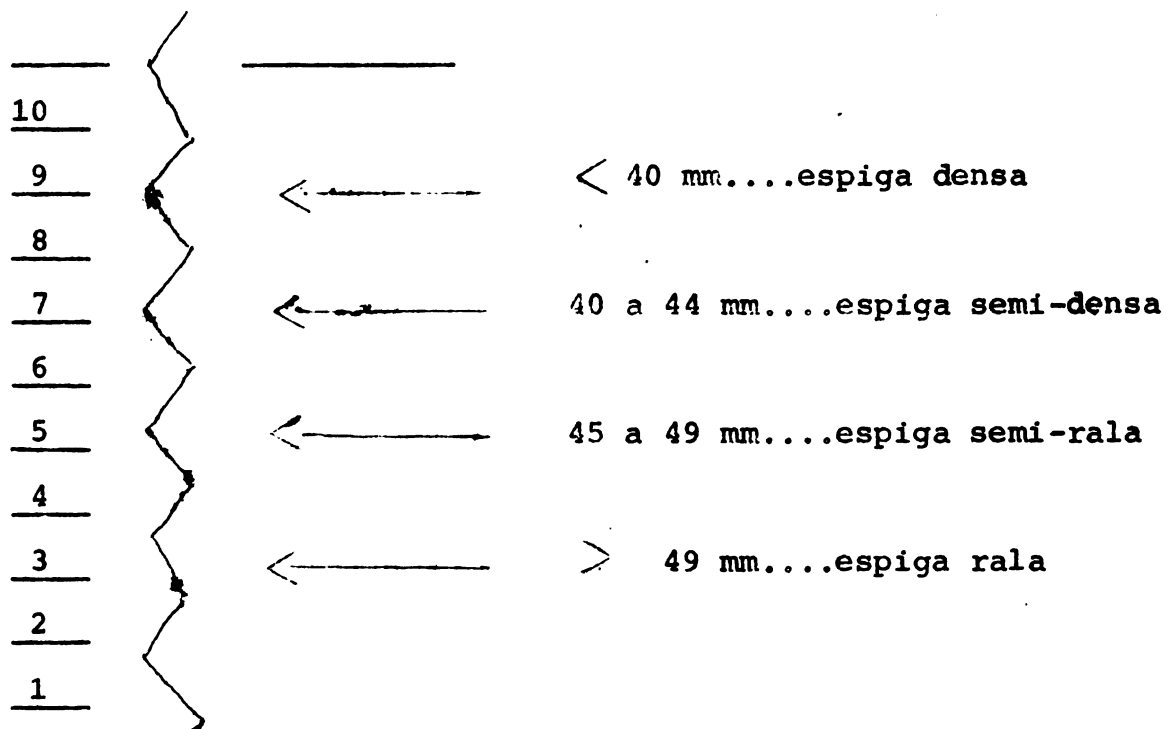 10
9 < 40 mm....espiga densa
8
7 40 a 44 mm....espiga semi-densa
6
5 45 a 49 mm....espiga semi-rala
4
3 > 49 mm....espiga rala
2
1